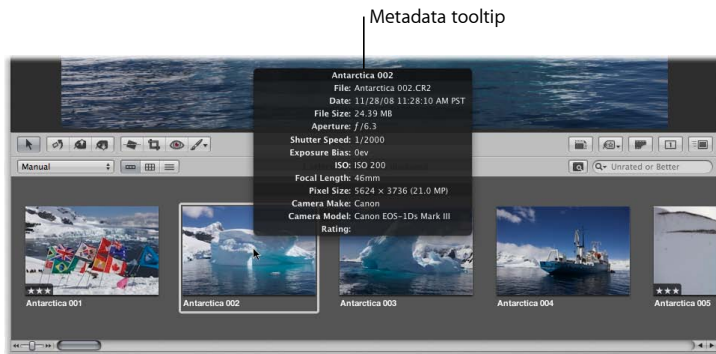 Metadata tooltip
Antarctica 002
File: Antarctica 002.CR2
Date: 11/28/08 11:28:10 AM PST
File Size: 24.39 MB
Aperture: ƒ/6.3
Shutter Speed: 1/2000
Exposure Bias: 0ev
ISO: ISO 200
Focal Length: 46mm
Pixel Size: 5624 × 3736 (21.0 MP)
Camera Make: Canon
Camera Model: Canon EOS-1Ds Mark III
Rating:
1
Manual
Unrated or Better
Antarctica 001
Antarctica 002
Antarctica 003
Antarctica 004
Antarctica 005